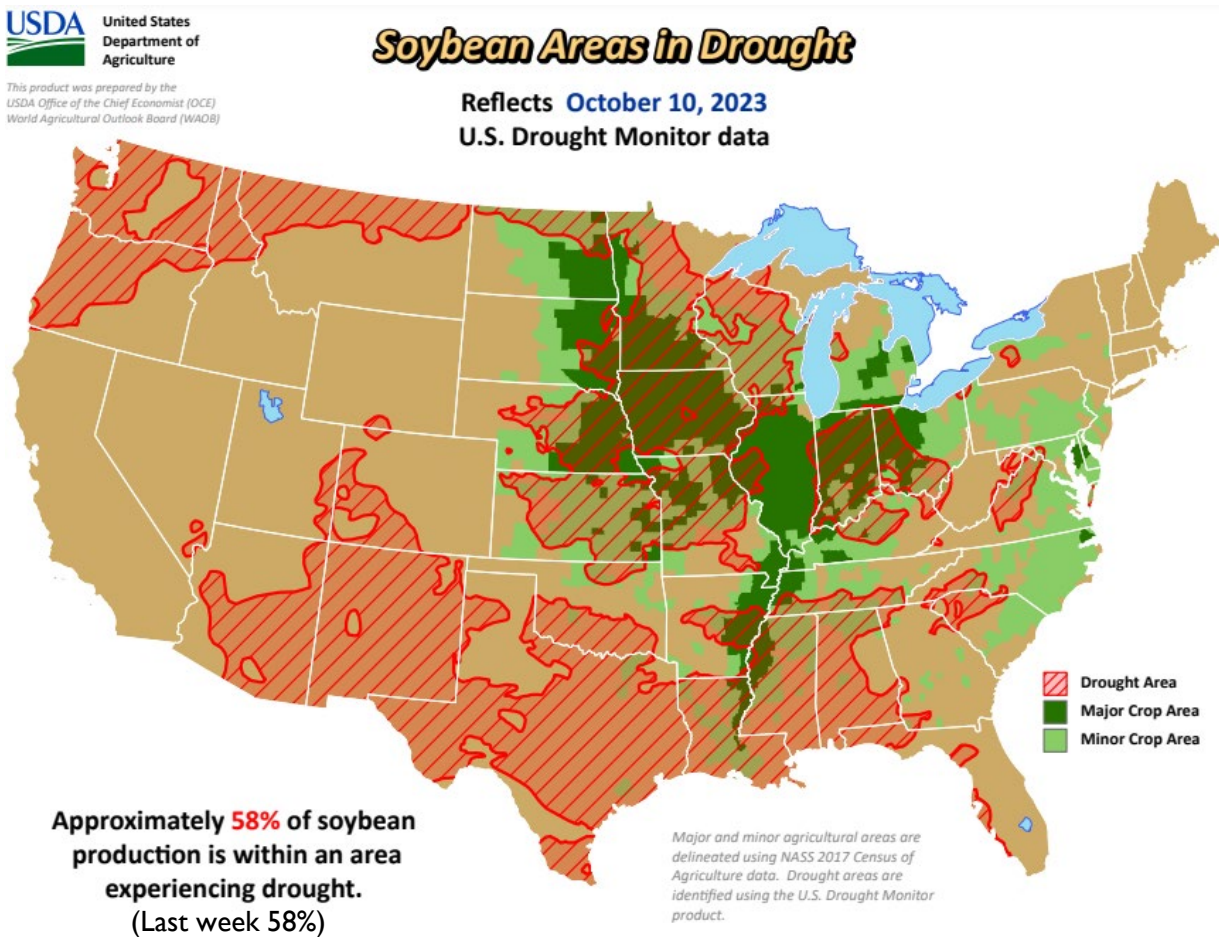 USDA
United States
Department of
Agriculture
This product was prepared by the
USDA Office of the Chief Economist (OCE)
World Agricultural Outlook Board (WAOB)
Soybean Areas in Drought
Reflects October 10, 2023
U.S. Drought Monitor data
Drought Area
Major Crop Area
Minor Crop Area
Approximately 58% of soybean
production is within an area
experiencing drought.
(Last week 58%)
Major and minor agricultural areas are
delineated using NASS 2017 Census of
Agriculture data. Drought areas are
identified using the U.S. Drought Monitor
product.